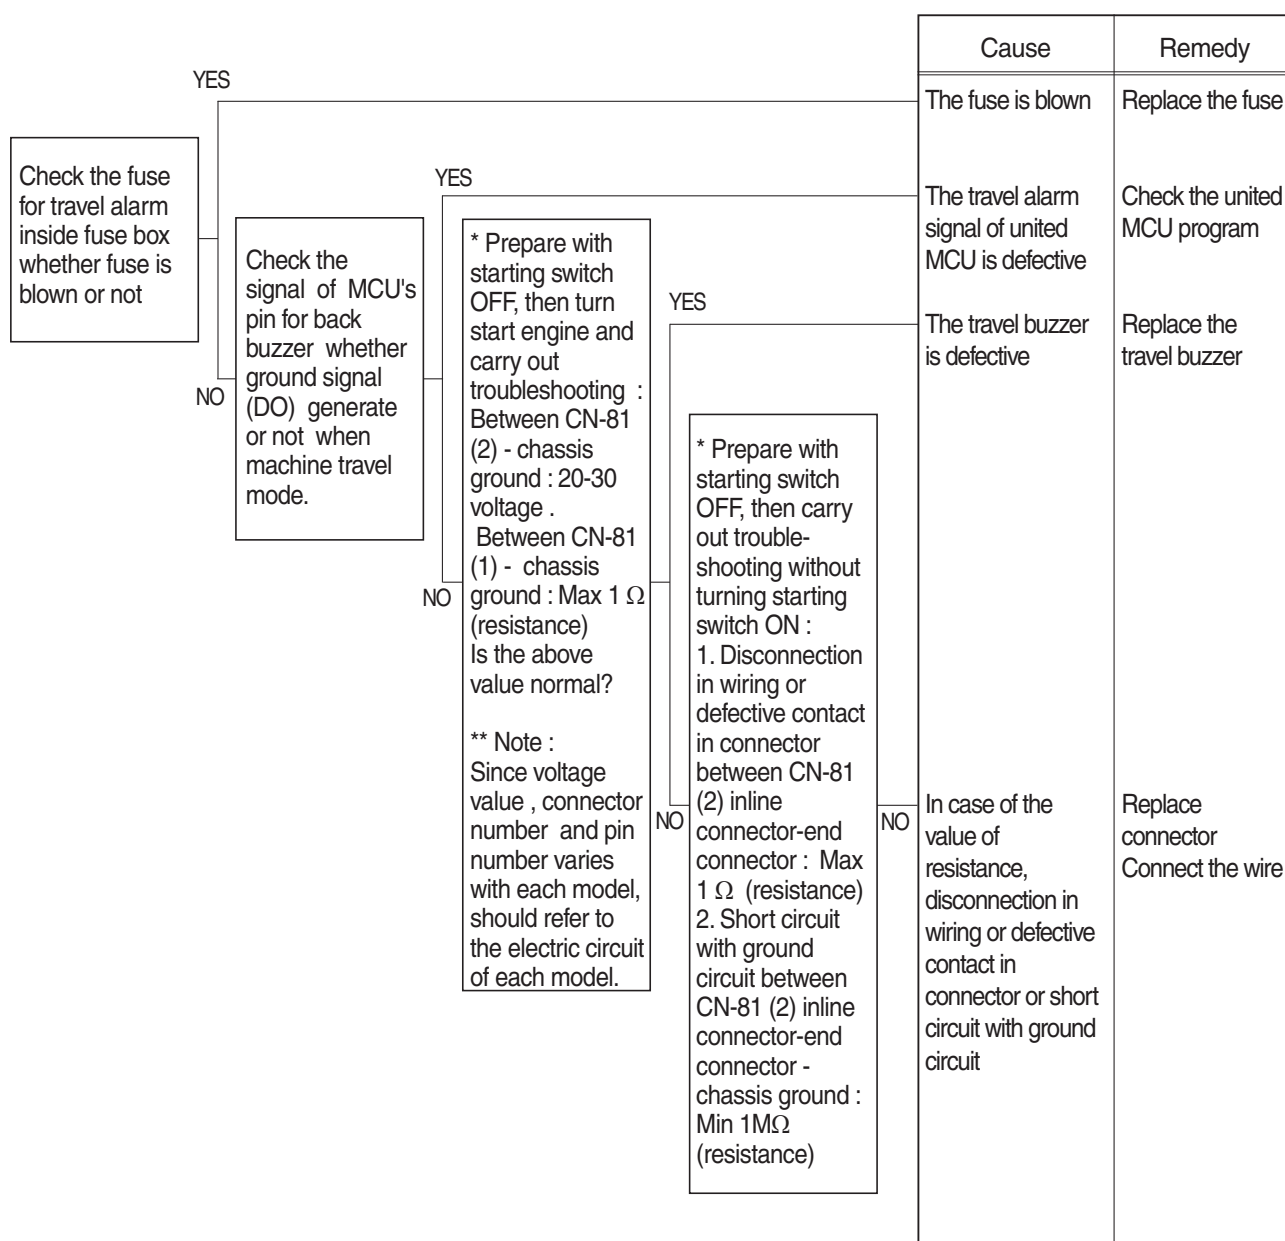 Cause
Remedy
YES
The fuse is blown
Replace the fuse
Check the fuse
for travel alarm
inside fuse box
whether fuse is
blown or not
NO
YES
The travel alarm
signal of united
MCU is defective
Check the united
MCU program
Check the
signal of MCU's
pin for back
buzzer whether
ground signal
(DO) generate
or not when
machine travel
mode.
NO
* Prepare with
starting switch
OFF, then turn
start engine and
carry out
troubleshooting :
Between CN-81
(2) - chassis
ground : 20-30
voltage .
Between CN-81
(1) - chassis
ground : Max 1 Ω
(resistance)
Is the above
value normal?
** Note :
Since voltage
value , connector
number and pin
number varies
with each model,
should refer to
the electric circuit
of each model.
YES
The travel buzzer
is defective
Replace the
travel buzzer
NO
* Prepare with
starting switch
OFF, then carry
out trouble-
shooting without
turning starting
switch ON :
1. Disconnection
in wiring or
defective contact
in connector
between CN-81
(2) inline
connector-end
connector : Max
1 Ω (resistance)
2. Short circuit
with ground
circuit between
CN-81 (2) inline
connector-end
connector -
chassis ground :
Min 1MΩ
(resistance)
NO
In case of the
value of
resistance,
disconnection in
wiring or defective
contact in
connector or short
circuit with ground
circuit
Replace
connector
Connect the wire